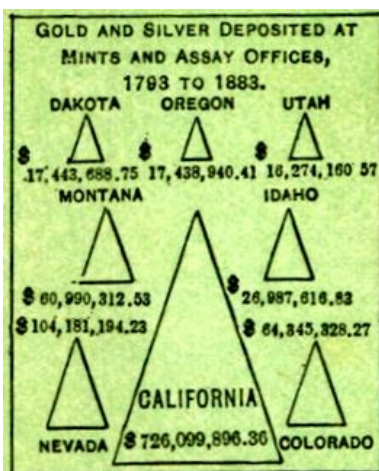 GOLD AND SILVER DEPOSITED AT
MINTS AND ASSAY OFFICES,
1793 TO 1883.
DAKOTA OREGON UTAH
$ $ $
17,443,688.75 17,438,940.41 16,274,160 57
MONTANA IDAHO
$ 60,990,312.53 $ 26,987,616.83
$ 104,181,194.23 $ 64,345,328.27
CALIFORNIA
NEVADA $ 726,099,896.36 COLORADO